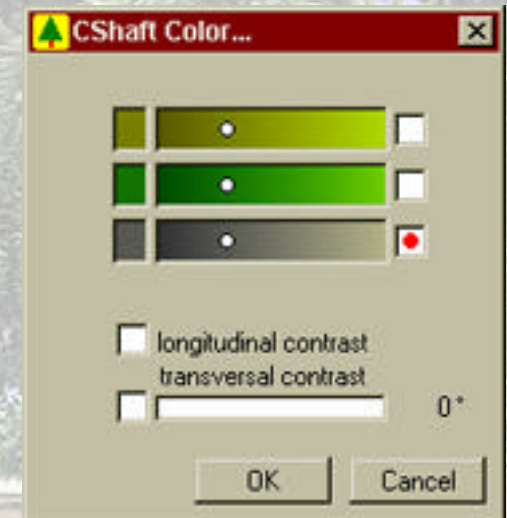 CShaft Color...
longitudinal contrast
transversal contrast
0°
OK Cancel